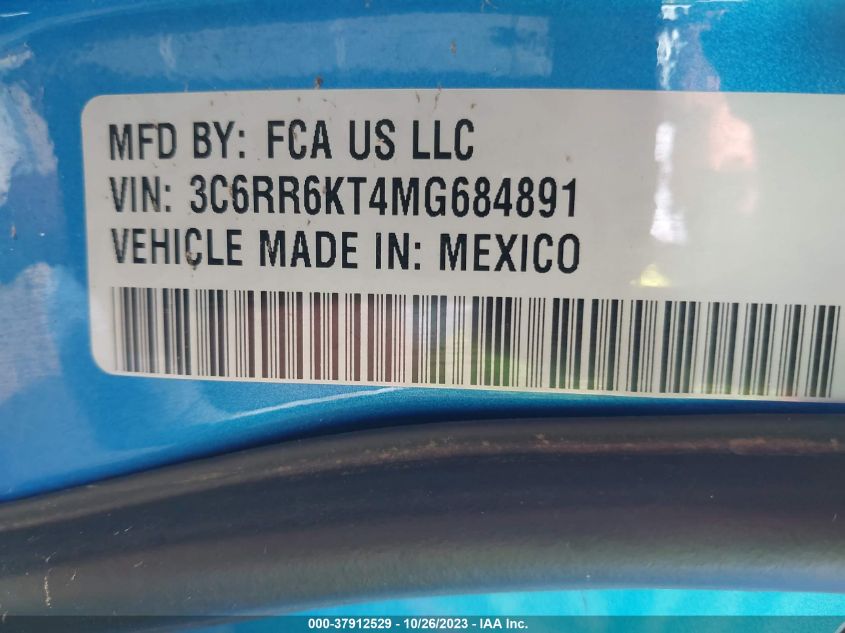 MFD BY: FCA US LLC
VIN: 3C6RR6KT4MG684891
VEHICLE MADE IN: MEXICO
000-37912529 - 10/26/2023 - IAA Inc.